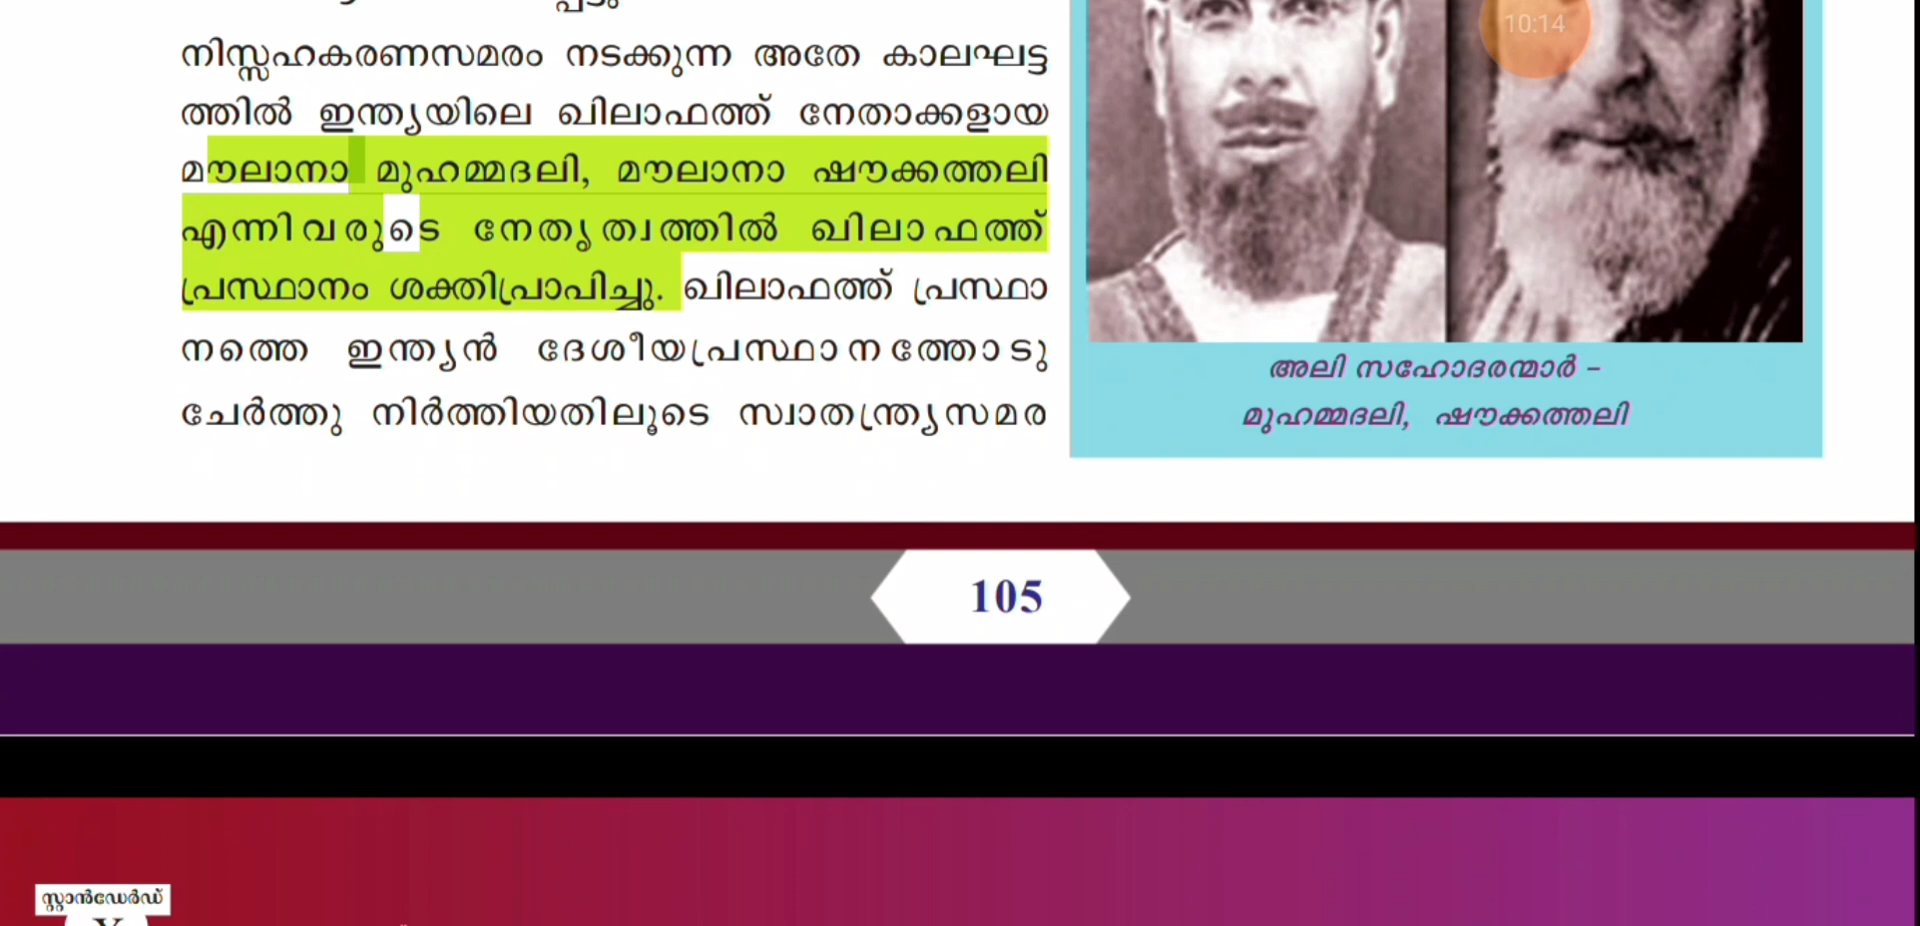 നിസ്സഹകരണസമരം നടക്കുന്ന അതേ കാലഘട്ട
ത്തിൽ ഇന്ത്യയിലെ ഖിലാഫത്ത് നേതാക്കളായ
മൗലാനാ മുഹമ്മദലി, മൗലാനാ ഷൗക്കത്തലി
എന്നിവരുടെ നേതൃത്വത്തിൽ ഖിലാഫത്ത്
പ്രസ്ഥാനം ശക്തിപ്രാപിച്ചു. ഖിലാഫത്ത് പ്രസ്ഥാ
നത്തെ ഇന്ത്യൻ ദേശീയപ്രസ്ഥാനത്തോടു
ചേർത്തു നിർത്തിയതിലൂടെ സ്വാതന്ത്ര്യസമര
10:14
അലി സഹോദരന്മാർ –
മുഹമ്മദലി, ഷൗക്കത്തലി
105
സ്റ്റാൻഡേർഡ്
X